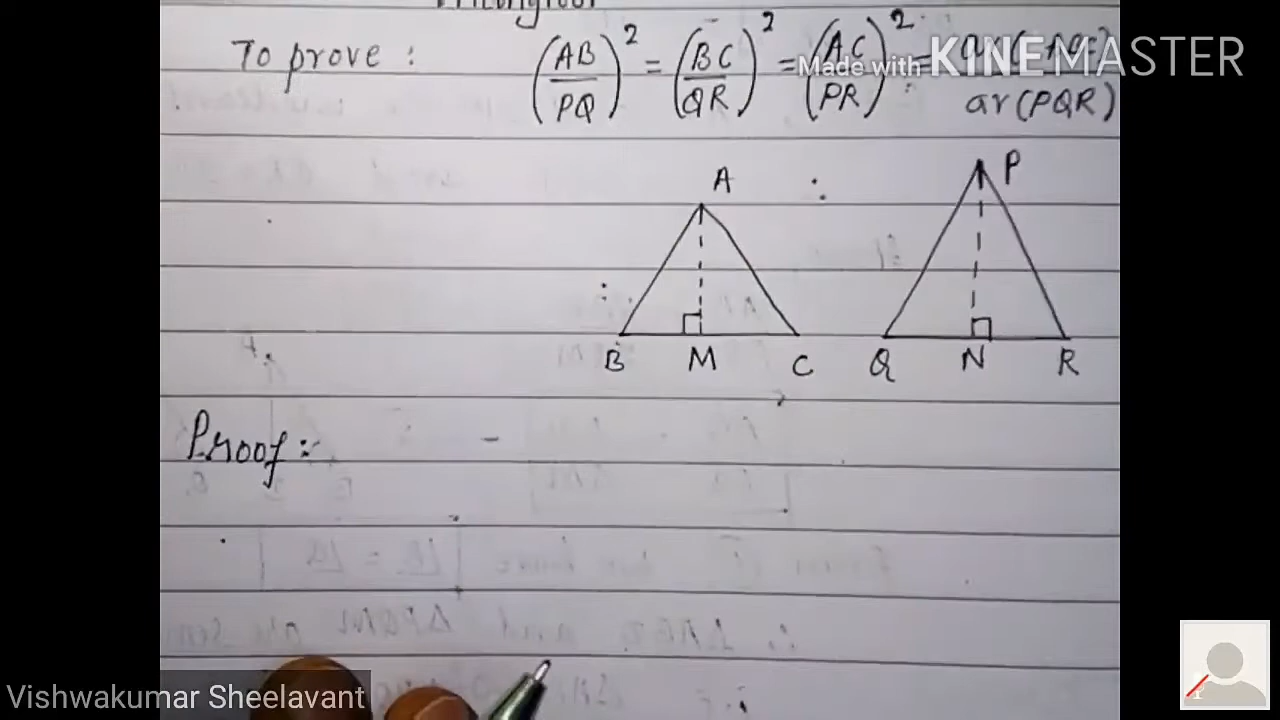 To prove : (AB/PQ)² = (BC/QR)² = (AC/PR)² = ar(ABC)/ar(PQR)
Made with KINEMASTER
A P
B M C Q N R
Proof :-
Vishwakumar Sheelavant